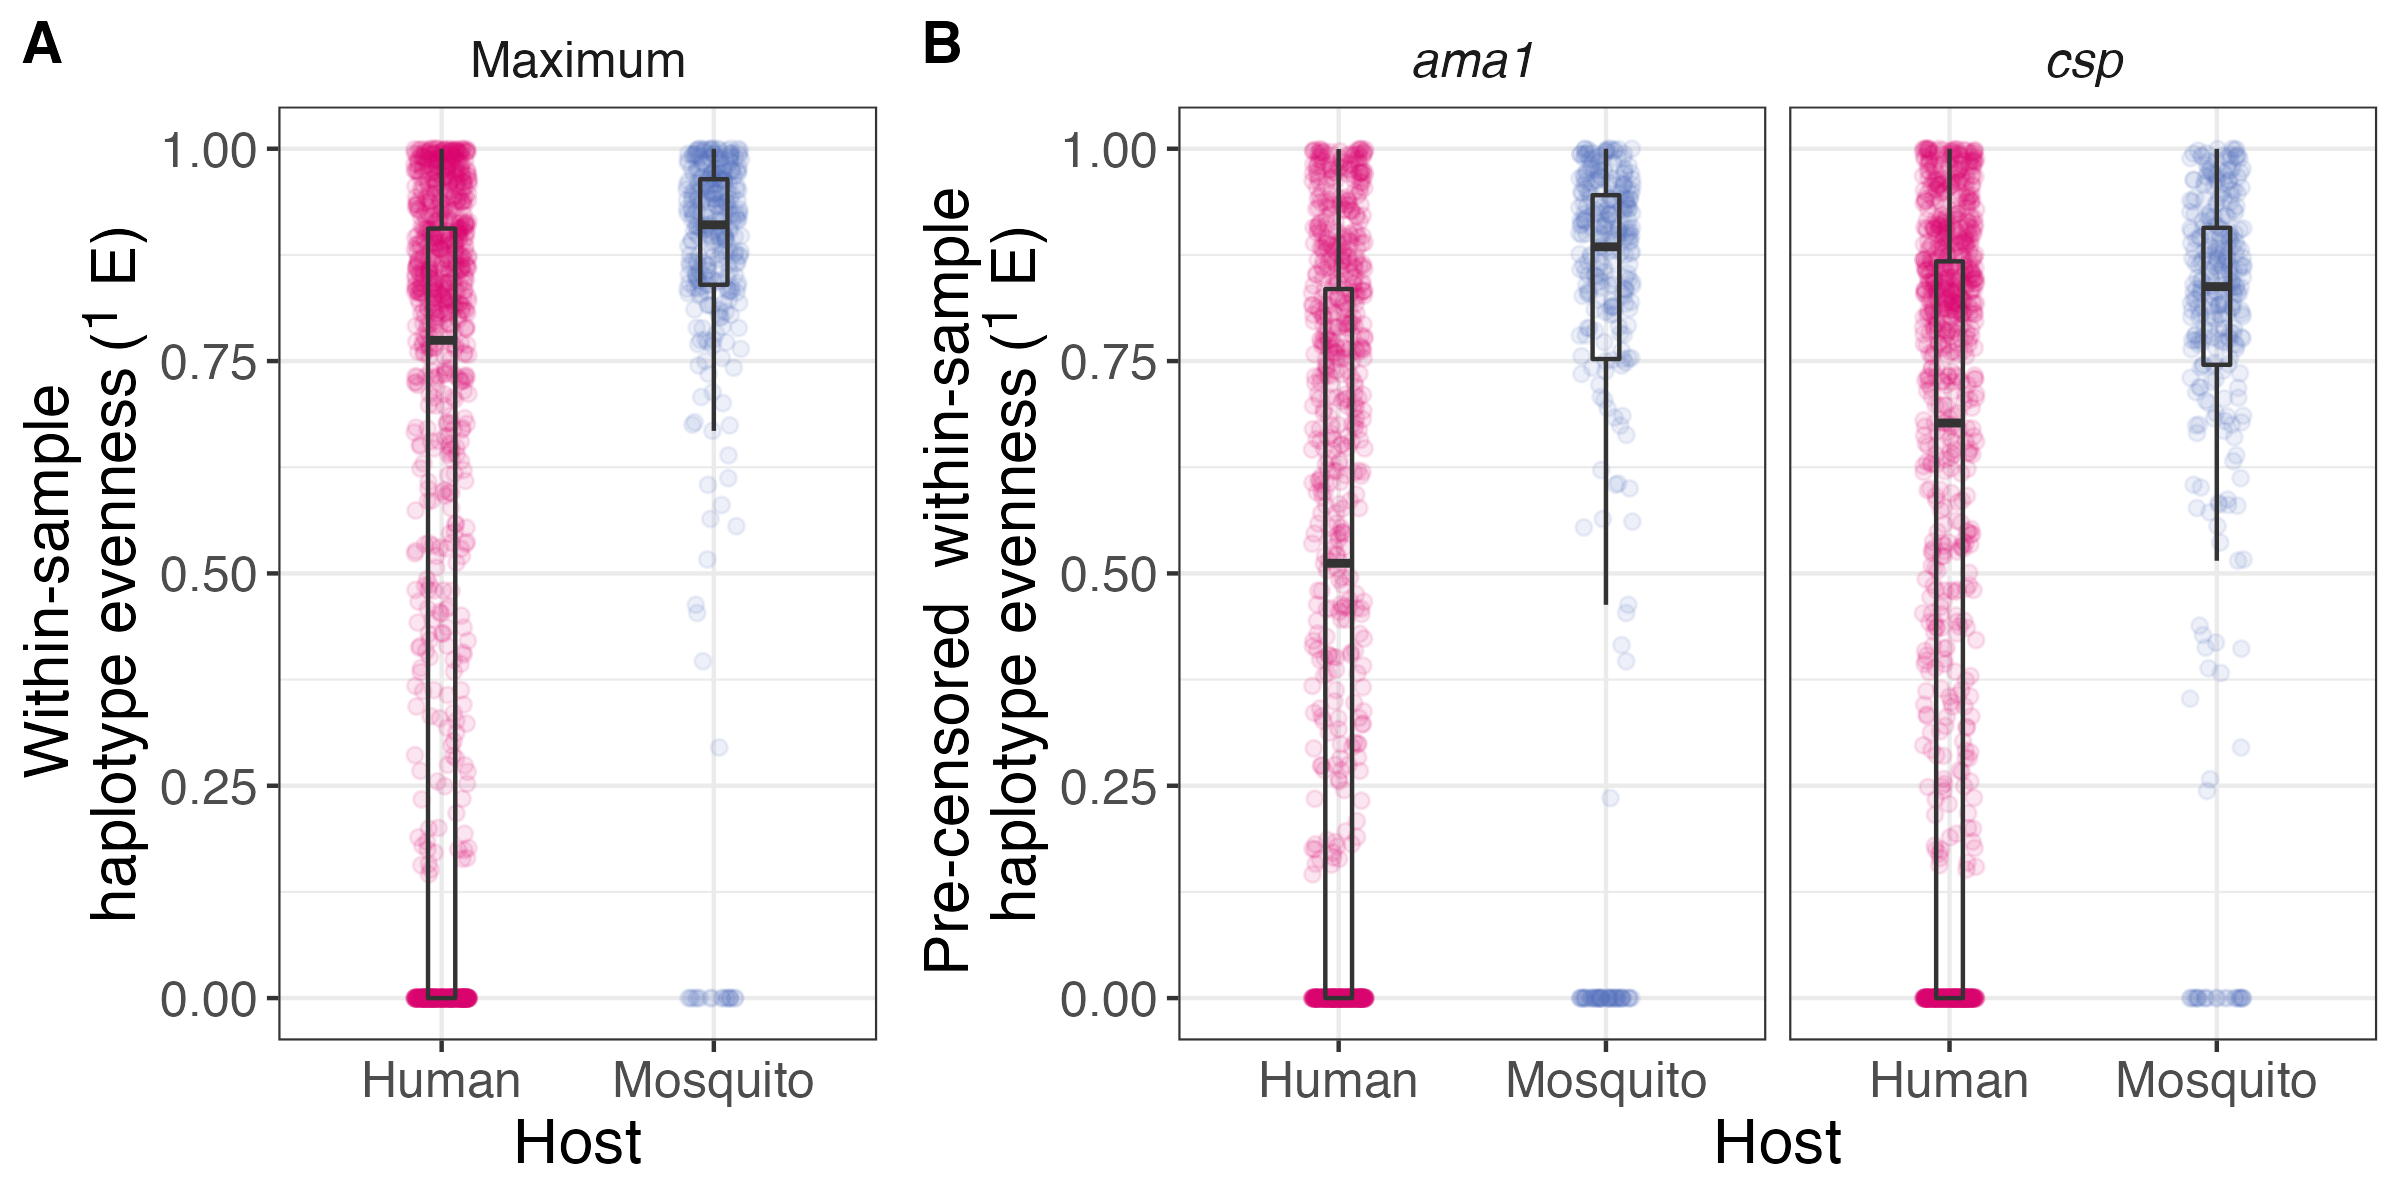 A
Maximum
Within-sample
haplotype evenness (¹ E)
1.00
0.75
0.50
0.25
0.00
Human Mosquito
Host
B
ama1 csp
Pre-censored within-sample
haplotype evenness (¹ E)
1.00
0.75
0.50
0.25
0.00
Human Mosquito Human Mosquito
Host